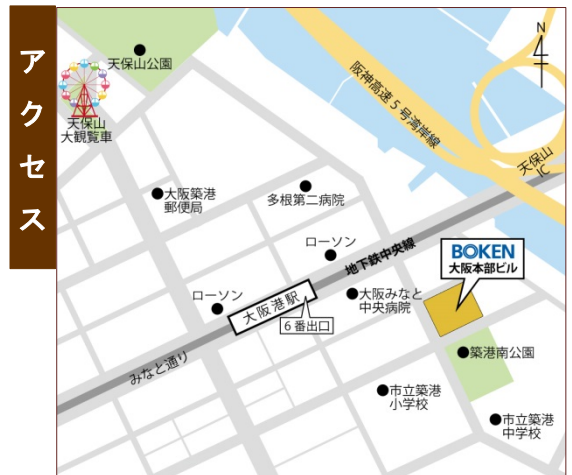 アクセス
N
天保山公園
天保山
大観覧車
阪神高速5号湾岸線
天保山
IC
大阪築港
郵便局
多根第二病院
ローソン
地下鉄中央線
BOKEN
大阪本部ビル
ローソン
大阪港駅
6番出口
大阪みなと
中央病院
みなと通り
築港南公園
市立築港
小学校
市立築港
中学校